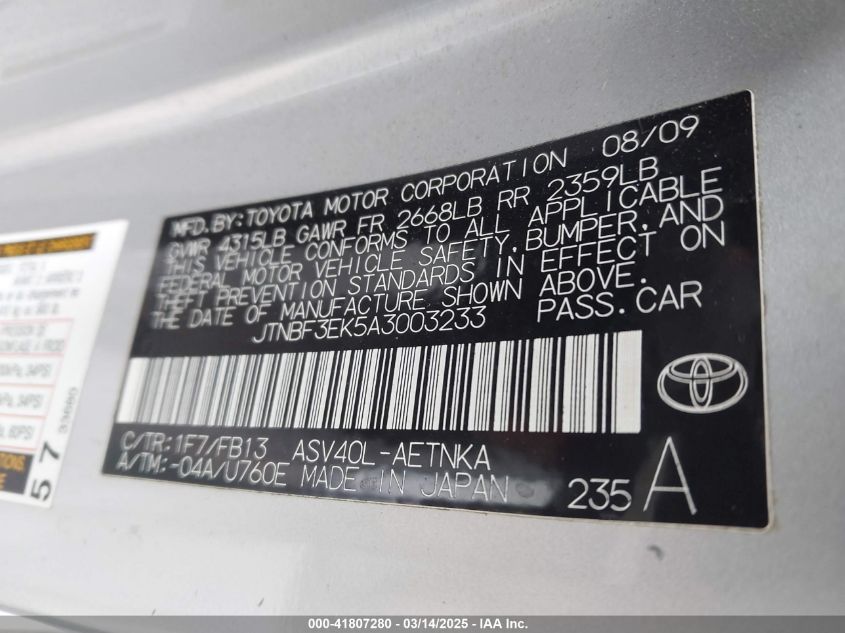 MFD. BY: TOYOTA MOTOR CORPORATION 08/09
GVWR 4315LB GAWR FR 2668LB RR 2359LB
THIS VEHICLE CONFORMS TO ALL APPLICABLE
FEDERAL MOTOR VEHICLE SAFETY, BUMPER, AND
THEFT PREVENTION STANDARDS IN EFFECT ON
THE DATE OF MANUFACTURE SHOWN ABOVE.
JTNBF3EK5A3003233 PASS.CAR
C/TR: 1F7/FB13 ASV40L-AETNKA
A/TM: -04A/U760E MADE IN JAPAN
235 A
57
000-41807280 - 03/14/2025 - IAA Inc.